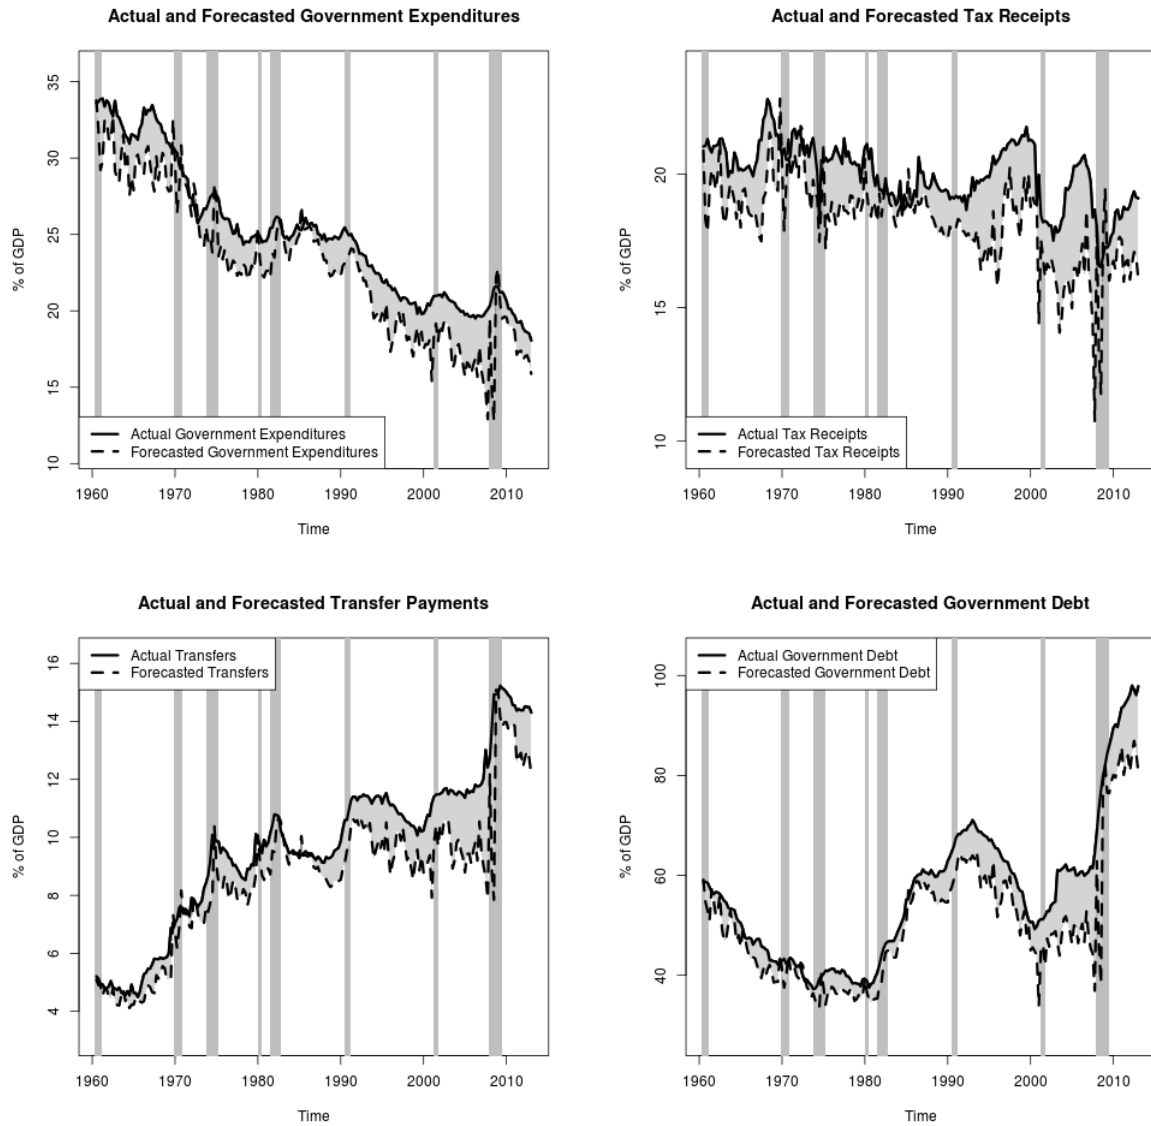 Actual and Forecasted Government Expenditures
35
30
25
20
15
10
% of GDP
Actual Government Expenditures
Forecasted Government Expenditures
1960 1970 1980 1990 2000 2010
Time
Actual and Forecasted Tax Receipts
20
15
10
% of GDP
Actual Tax Receipts
Forecasted Tax Receipts
1960 1970 1980 1990 2000 2010
Time
Actual and Forecasted Transfer Payments
Actual Transfers
Forecasted Transfers
16
14
12
10
8
6
4
% of GDP
1960 1970 1980 1990 2000 2010
Time
Actual and Forecasted Government Debt
Actual Government Debt
Forecasted Government Debt
100
80
60
40
% of GDP
1960 1970 1980 1990 2000 2010
Time